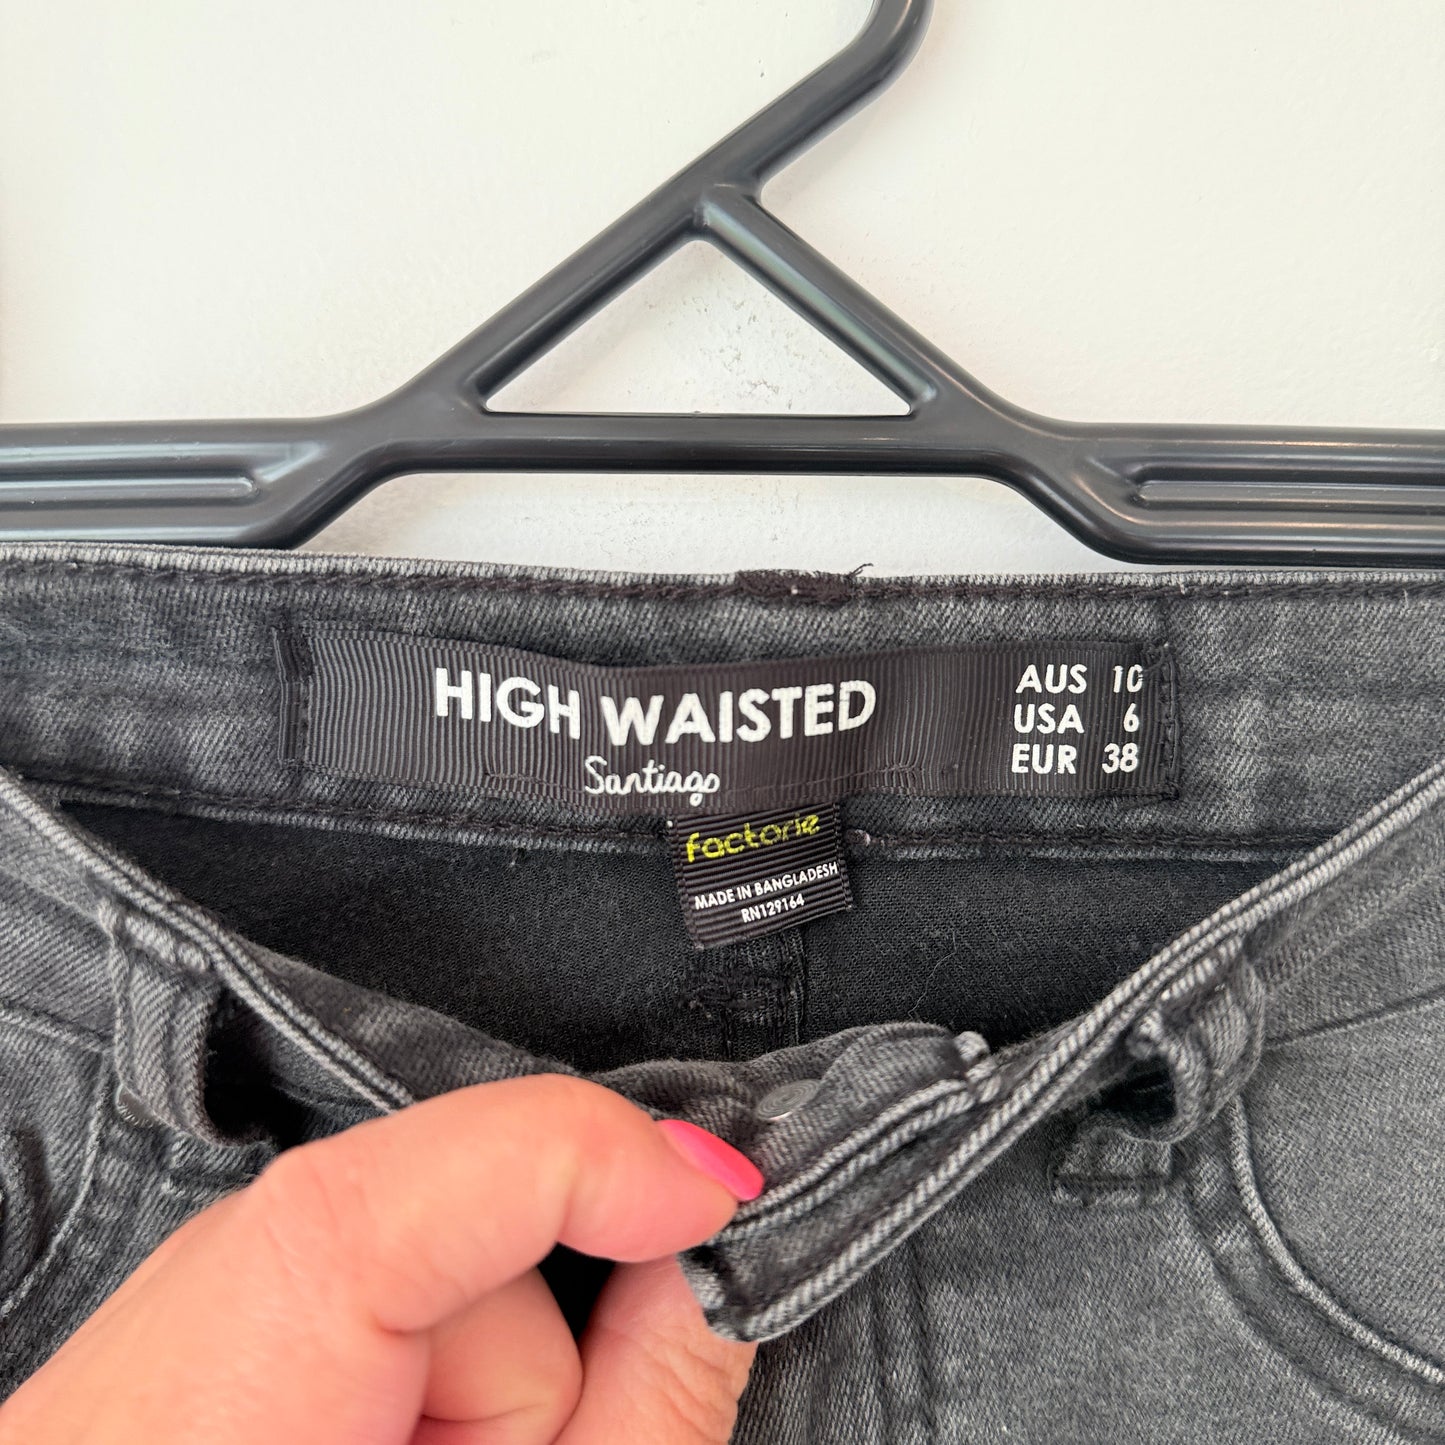 HIGH WAISTED
Santiago
AUS 10
USA 6
EUR 38
factorie
MADE IN BANGLADESH
RN129164